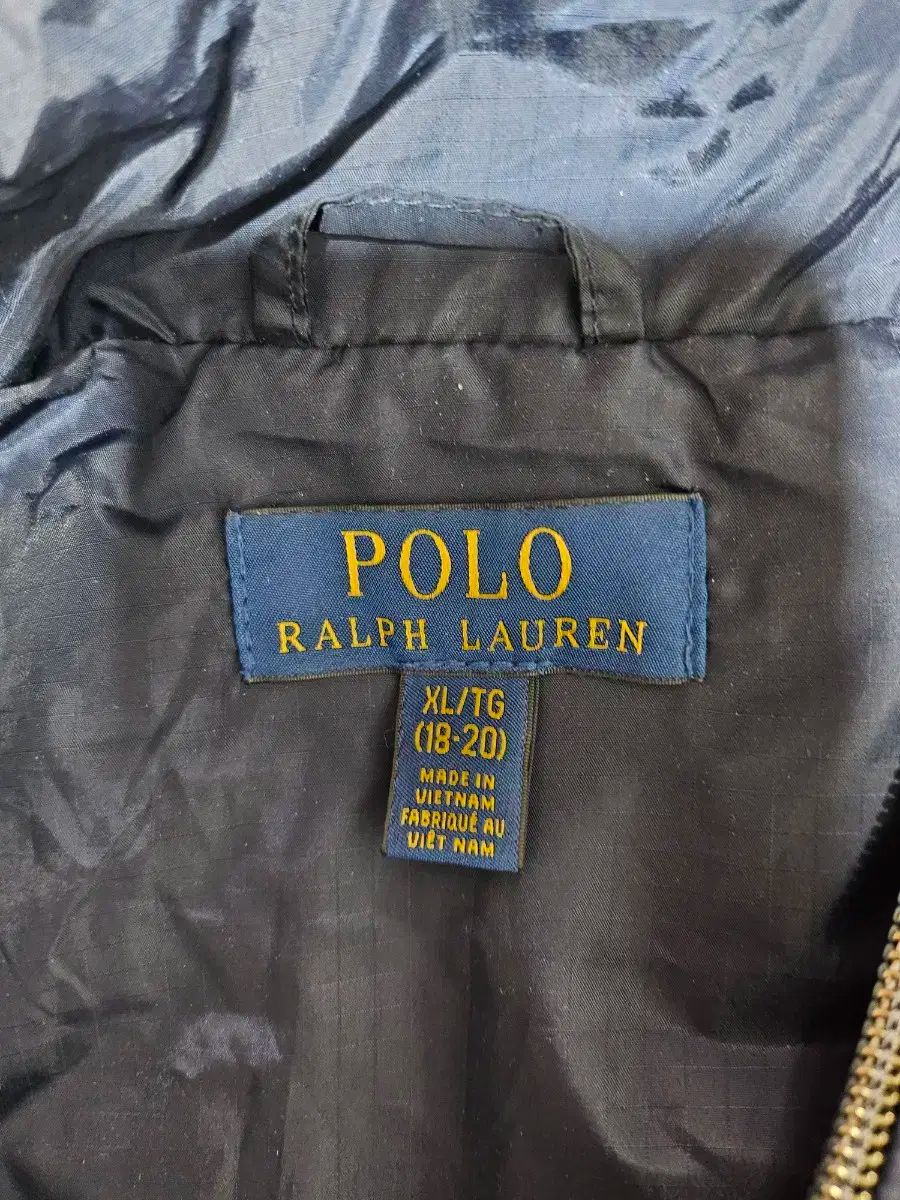 POLO
RALPH LAUREN
XL/TG
(18-20)
MADE IN
VIETNAM
FABRIQUÉ AU
VIÊT NAM